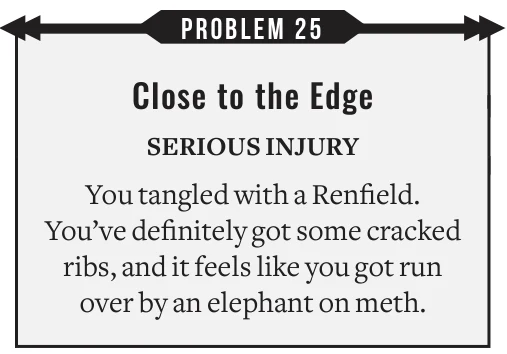 PROBLEM 25
Close to the Edge
SERIOUS INJURY
You tangled with a Renfield.
You’ve definitely got some cracked
ribs, and it feels like you got run
over by an elephant on meth.